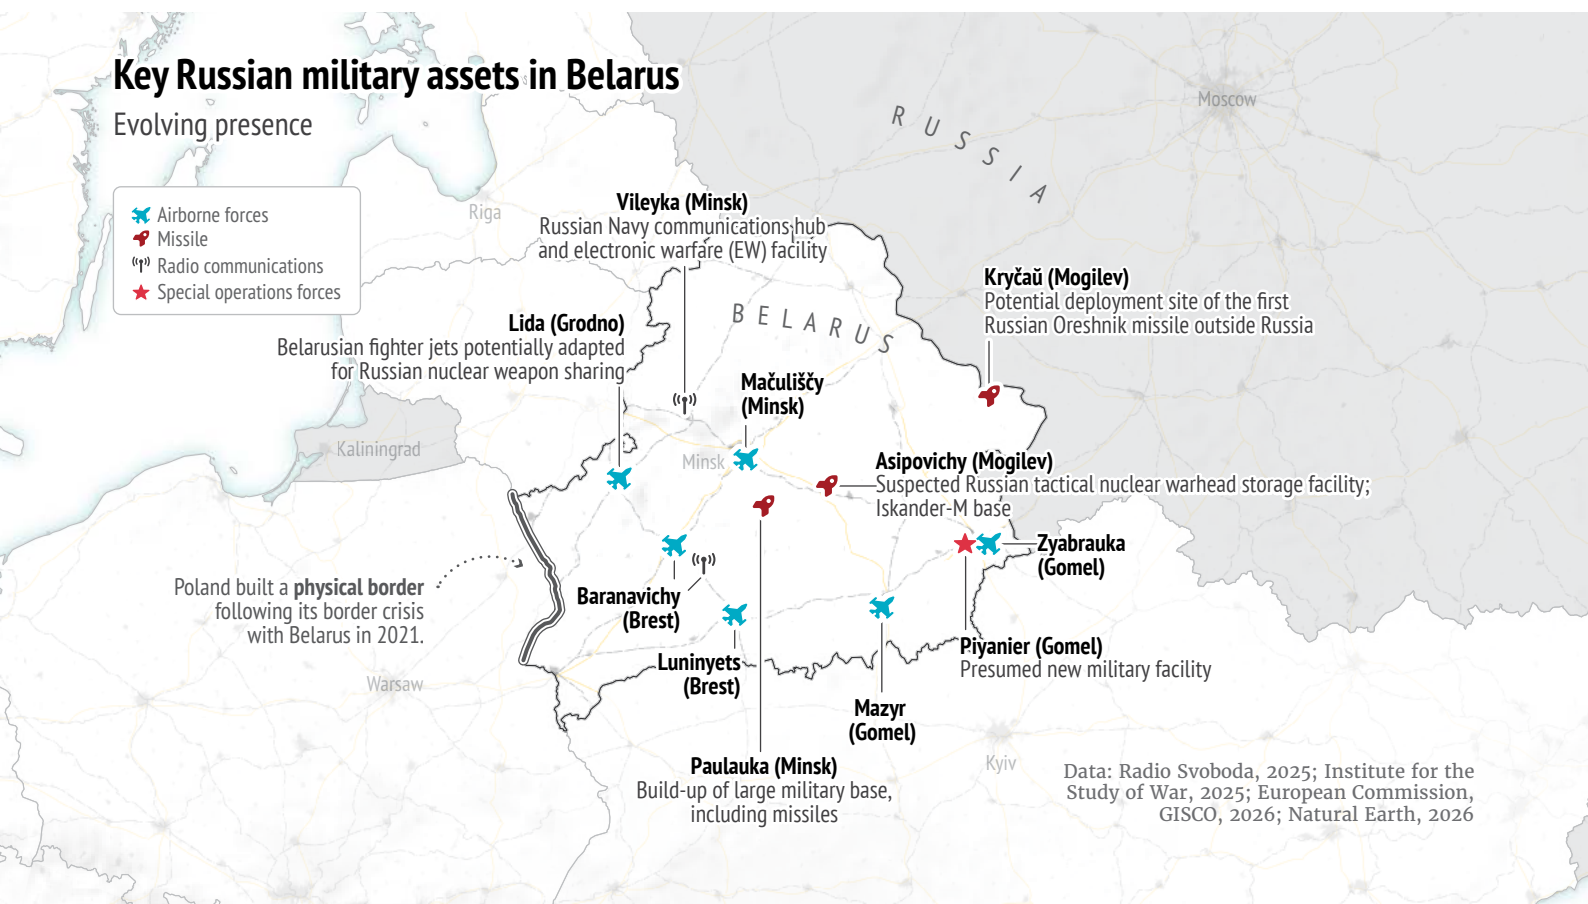 Key Russian military assets in Belarus
Evolving presence
Airborne forces
Missile
Radio communications
Special operations forces
RUSSIA
Moscow
Riga
Vileyka (Minsk)
Russian Navy communications hub
and electronic warfare (EW) facility
BELARUS
Kryčaŭ (Mogilev)
Potential deployment site of the first
Russian Oreshnik missile outside Russia
Lida (Grodno)
Belarusian fighter jets potentially adapted
for Russian nuclear weapon sharing
Mačuliščy
(Minsk)
Kaliningrad
Minsk
Asipovichy (Mogilev)
Suspected Russian tactical nuclear warhead storage facility;
Iskander-M base
Zyabrauka
(Gomel)
Poland built a physical border
following its border crisis
with Belarus in 2021.
Baranavichy
(Brest)
Luninyets
(Brest)
Piyanier (Gomel)
Presumed new military facility
Warsaw
Mazyr
(Gomel)
Kyiv
Paulauka (Minsk)
Build-up of large military base,
including missiles
Data: Radio Svoboda, 2025; Institute for the
Study of War, 2025; European Commission,
GISCO, 2026; Natural Earth, 2026